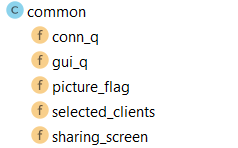 C common
f conn_q
f gui_q
f picture_flag
f selected_clients
f sharing_screen